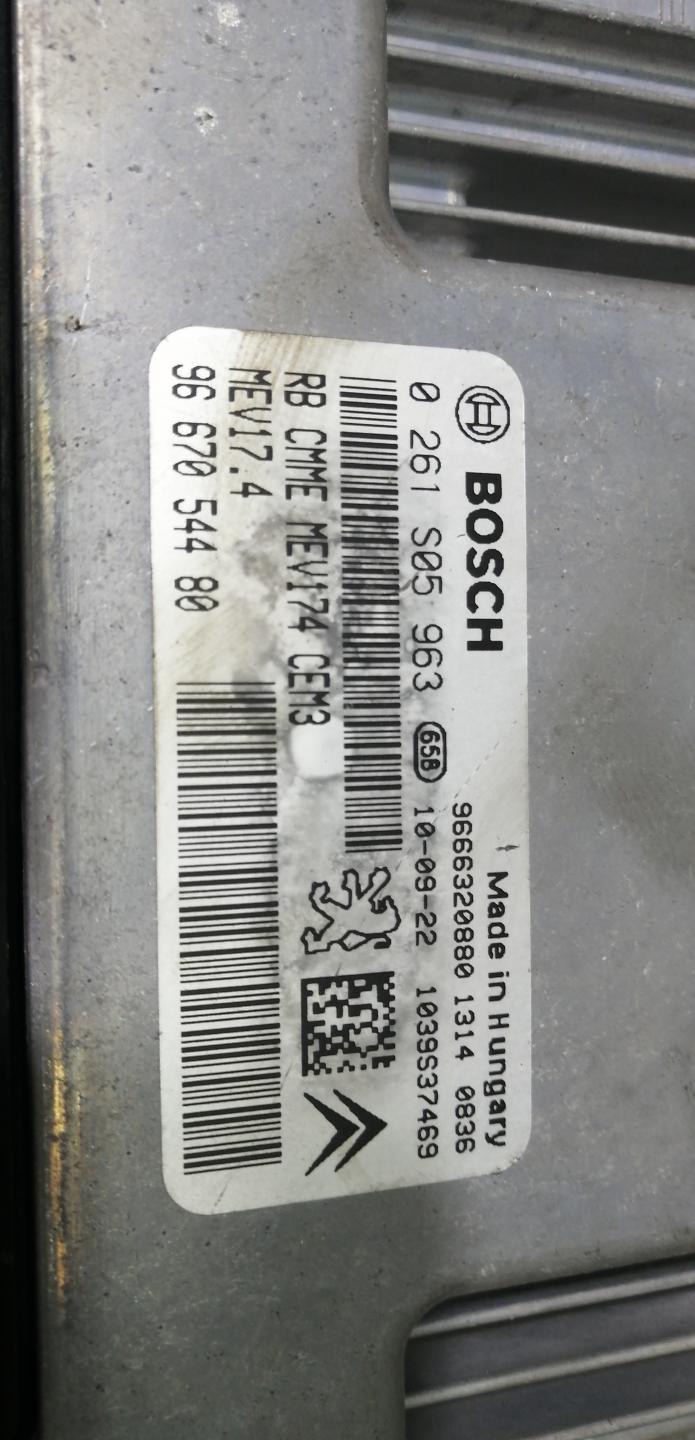 BOSCH
Made in Hungary
9666320880 1314 0836
0 261 S05 963 658 10-09-22 1039S37469
RB CMME MEV174 CEM3
MEV17.4
96 670 544 80